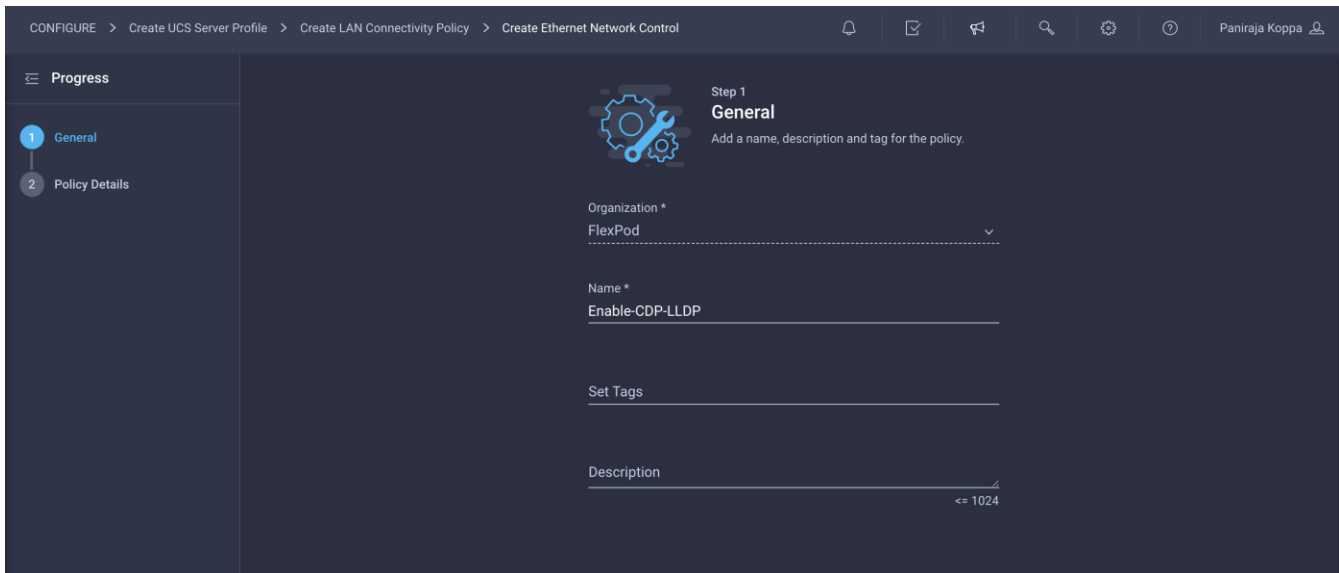 CONFIGURE > Create UCS Server Profile > Create LAN Connectivity Policy > Create Ethernet Network Control
Paniraja Koppa
Progress
1 General
2 Policy Details
Step 1
General
Add a name, description and tag for the policy.
Organization *
FlexPod
Name *
Enable-CDP-LLDP
Set Tags
Description
<= 1024